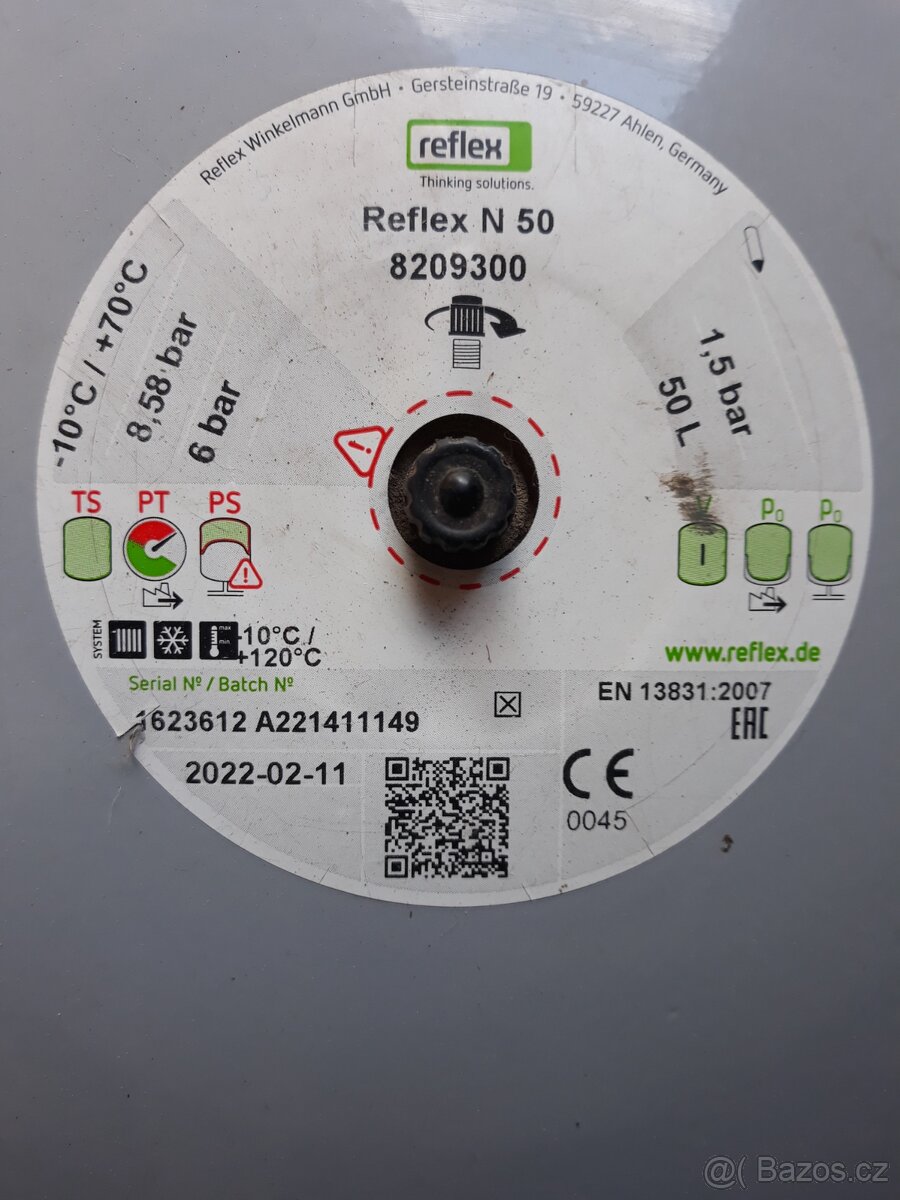 Reflex Winkelmann GmbH · Gersteinstraße 19 · 59227 Ahlen, Germany
reflex
Thinking solutions.
Reflex N 50
8209300
-10°C / +70°C
8,58 bar
6 bar
1,5 bar
50 L
TS
PT
PS
V
p₀
p₀
SYSTEM
max
min
-10°C /
+120°C
www.reflex.de
Serial Nº / Batch Nº
1623612 A221411149
EN 13831:2007
EAC
2022-02-11
CE
0045
@( Bazos.cz